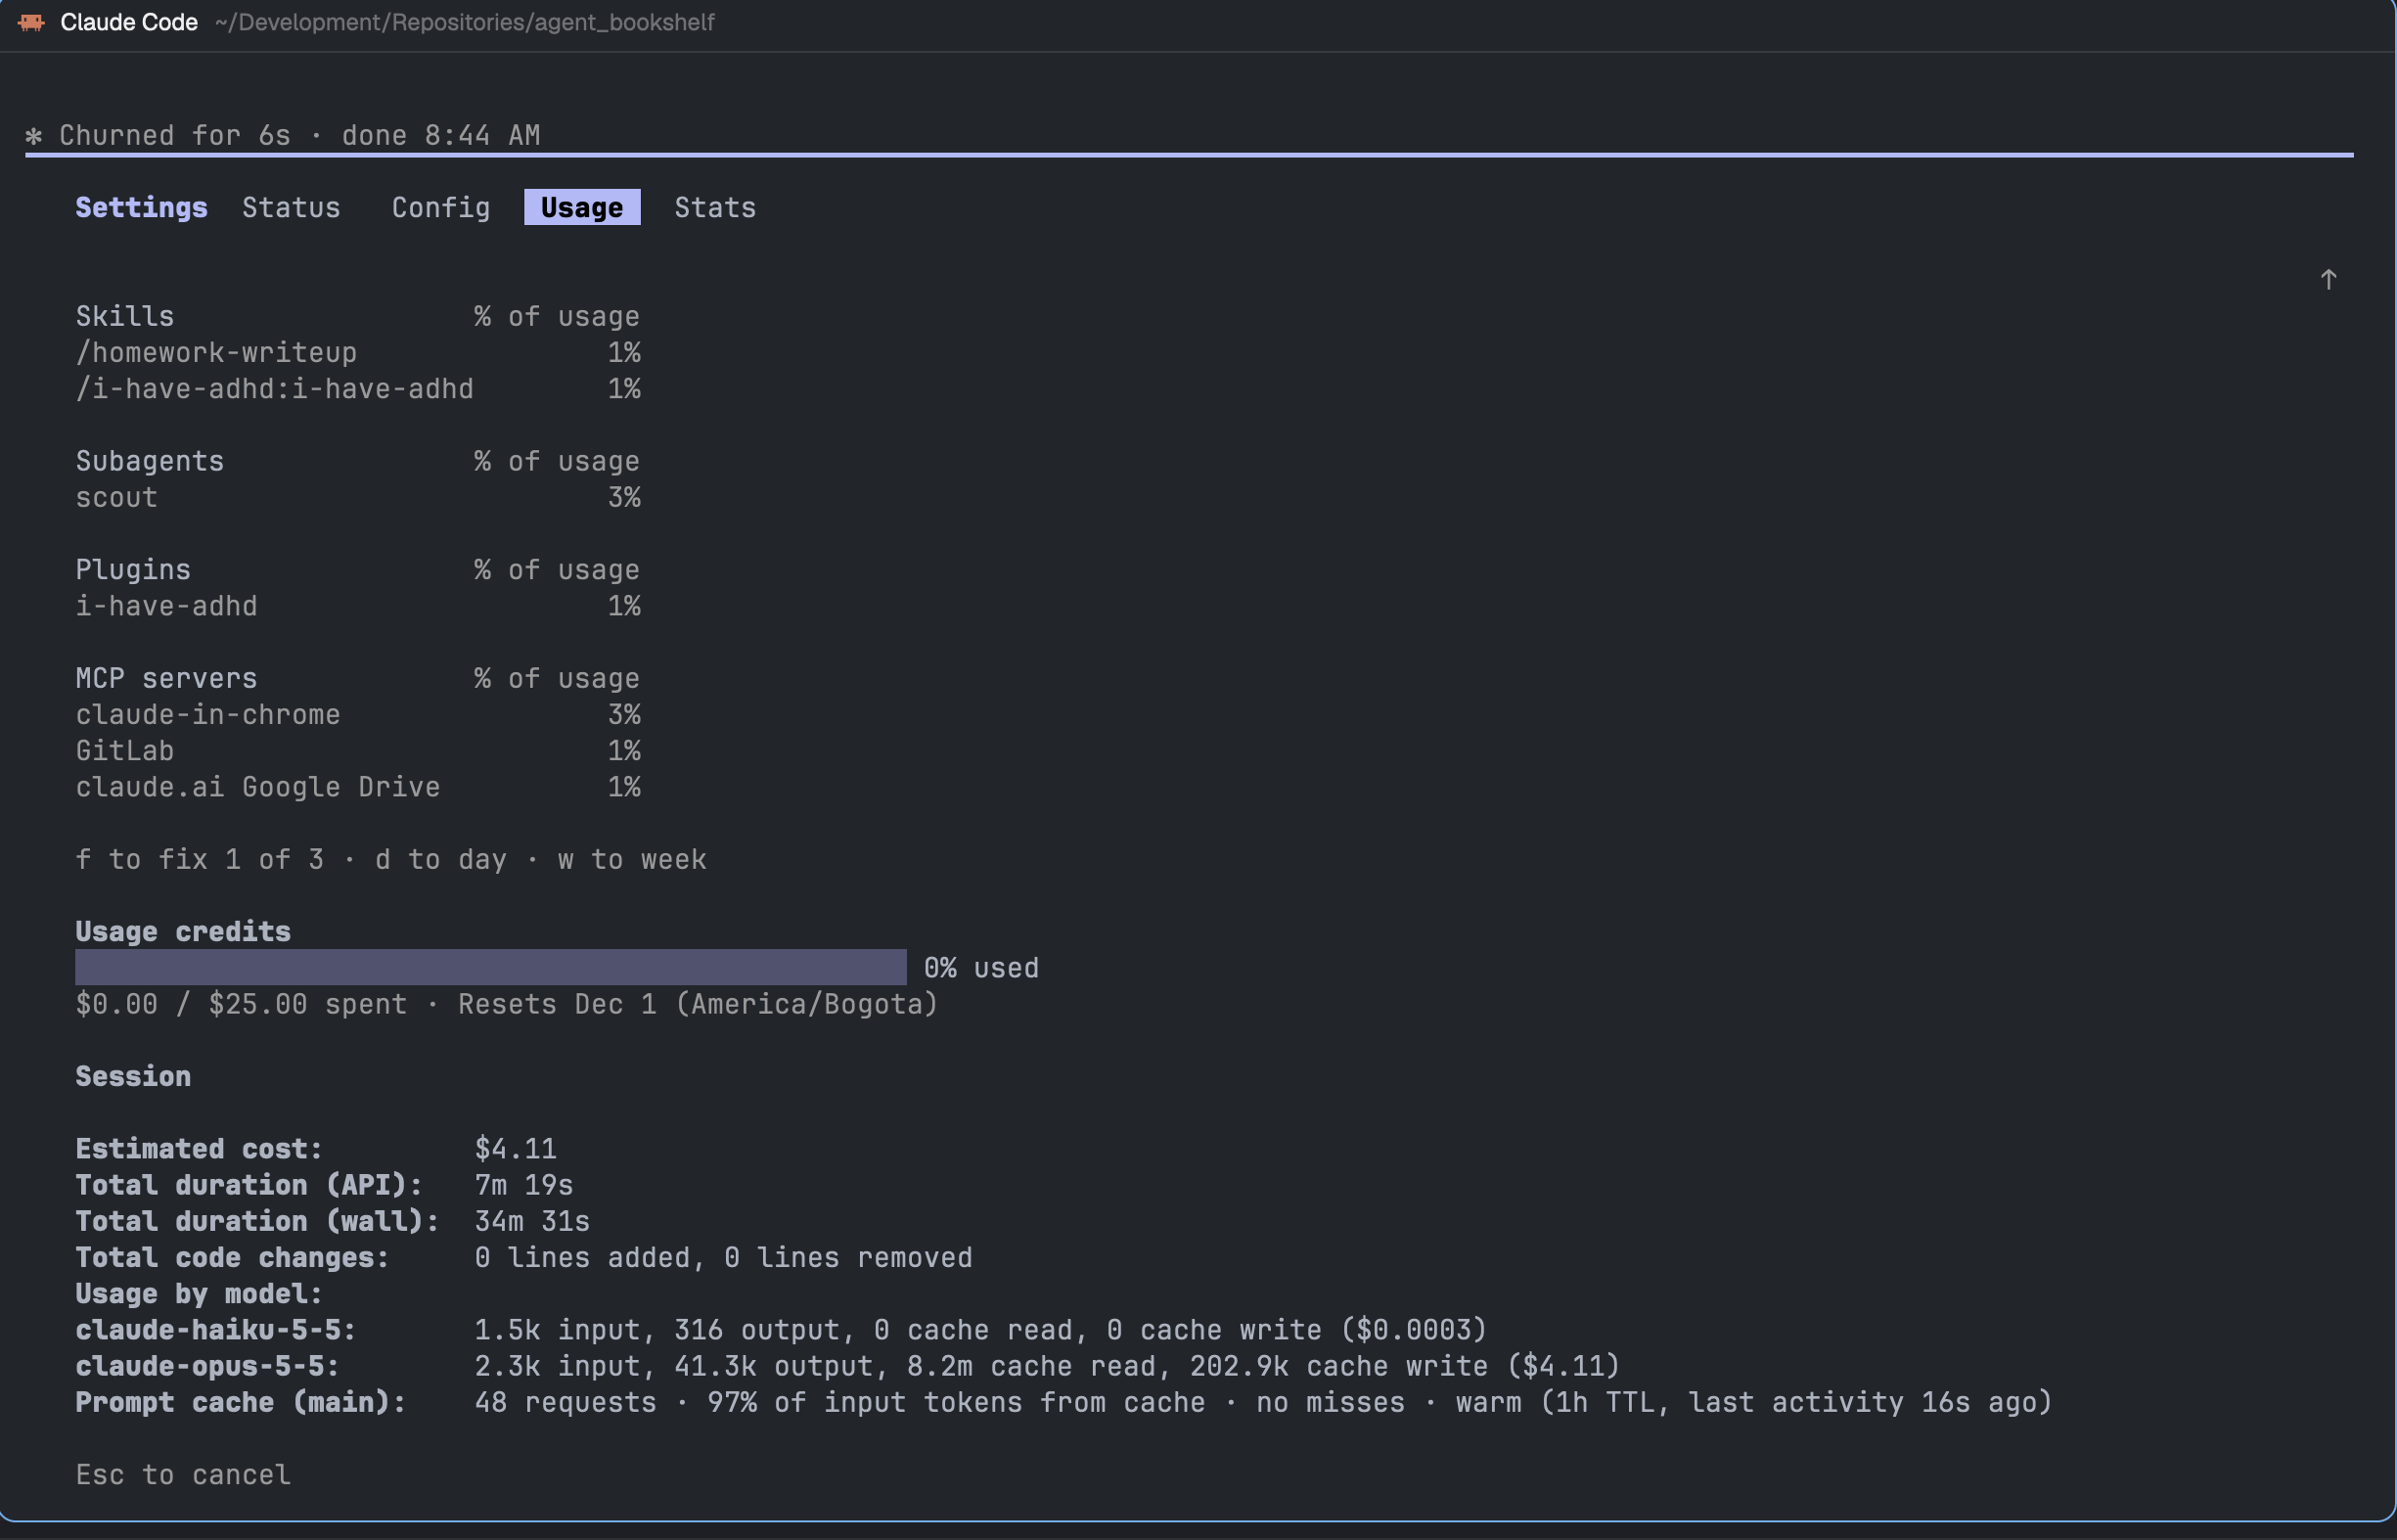 Claude Code ~/Development/Repositories/agent_bookshelf
✻ Churned for 6s · done 8:44 AM
Settings Status Config Usage Stats
↑
Skills % of usage
/homework-writeup 1%
/i-have-adhd:i-have-adhd 1%
Subagents % of usage
scout 3%
Plugins % of usage
i-have-adhd 1%
MCP servers % of usage
claude-in-chrome 3%
GitLab 1%
claude.ai Google Drive 1%
f to fix 1 of 3 · d to day · w to week
Usage credits
0% used
$0.00 / $25.00 spent · Resets Dec 1 (America/Bogota)
Session
Estimated cost: $4.11
Total duration (API): 7m 19s
Total duration (wall): 34m 31s
Total code changes: 0 lines added, 0 lines removed
Usage by model:
claude-haiku-5-5: 1.5k input, 316 output, 0 cache read, 0 cache write ($0.0003)
claude-opus-5-5: 2.3k input, 41.3k output, 8.2m cache read, 202.9k cache write ($4.11)
Prompt cache (main): 48 requests · 97% of input tokens from cache · no misses · warm (1h TTL, last activity 16s ago)
Esc to cancel